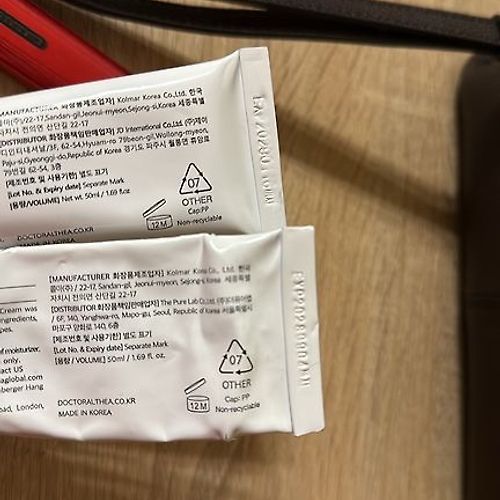 [MANUFACTURER 화장품제조업자] Kolmar Korea Co.,Ltd. 한국
/22-17,Sandan-gil,Jeonui-myeon,Sejong-si,Korea 세종특별
자치시 전의면 산단길 22-17
[DISTRIBUTOR 화장품책임판매업자] JD International Co.,Ltd (주)제이
디인터내셔날/3F, 62-54,Hyuam-ro 79beon-gil,Wollong-myeon,
Paju-si,Gyeonggi-do,Republic of Korea 경기도 파주시 월롱면 휴암로
79번길 62-54, 3층
[제조번호 및 사용기한] 별도 표기
[Lot No. & Expiry date] Separate Mark
[용량/VOLUME] Net wt. 50ml / 1.69 fl.oz
07
OTHER
Cap:PP
Non-recyclable
12M
DOCTORALTHEA.CO.KR
MADE IN KOREA
[MANUFACTURER 화장품제조업자] Kolmar Korea Co., Ltd. 한국
콜마(주) / 22-17, Sandan-gil, Jeonui-myeon, Sejong-si, Korea 세종특별
자치시 전의면 산단길 22-17
[DISTRIBUTOR 화장품책임판매업자] The Pure Lab Co., Ltd. (주)더퓨어랩
/ 6F, 140, Yanghwa-ro, Mapo-gu, Seoul, Republic of Korea 서울특별시
마포구 양화로 140, 6층
[제조번호 및 사용기한] 별도 표기
[Lot No. & Expiry date] Separate Mark
[용량 / VOLUME] 50ml / 1.69 fl. oz.
07
OTHER
Cap: PP
Non-recyclable
12 M
DOCTORALTHEA.CO.KR
MADE IN KOREA
Cream was
ingredients,
pes.
of moisturizer.
only.
act US
aglobal.com
nberger Hang
oad, London,